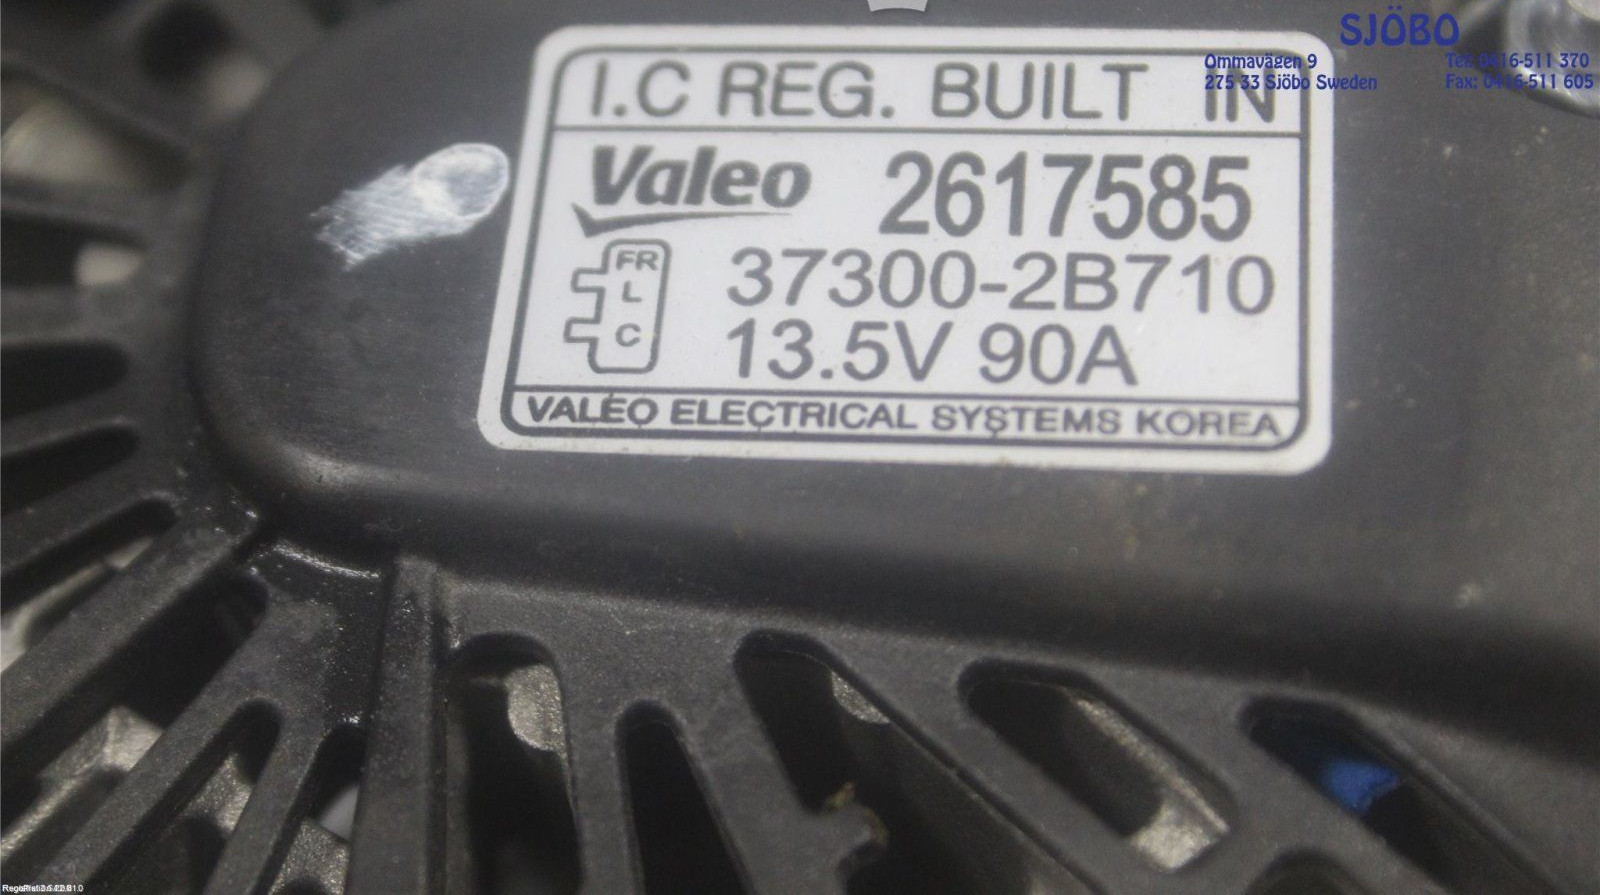 SJÖBO
Ommavägen 9
Tel: 0416-511 370
275 33 Sjöbo Sweden
Fax: 0416-511 605
I.C REG. BUILT IN
Valeo 2617585
FR
L
C
37300-2B710
13.5V 90A
VALEO ELECTRICAL SYSTEMS KOREA